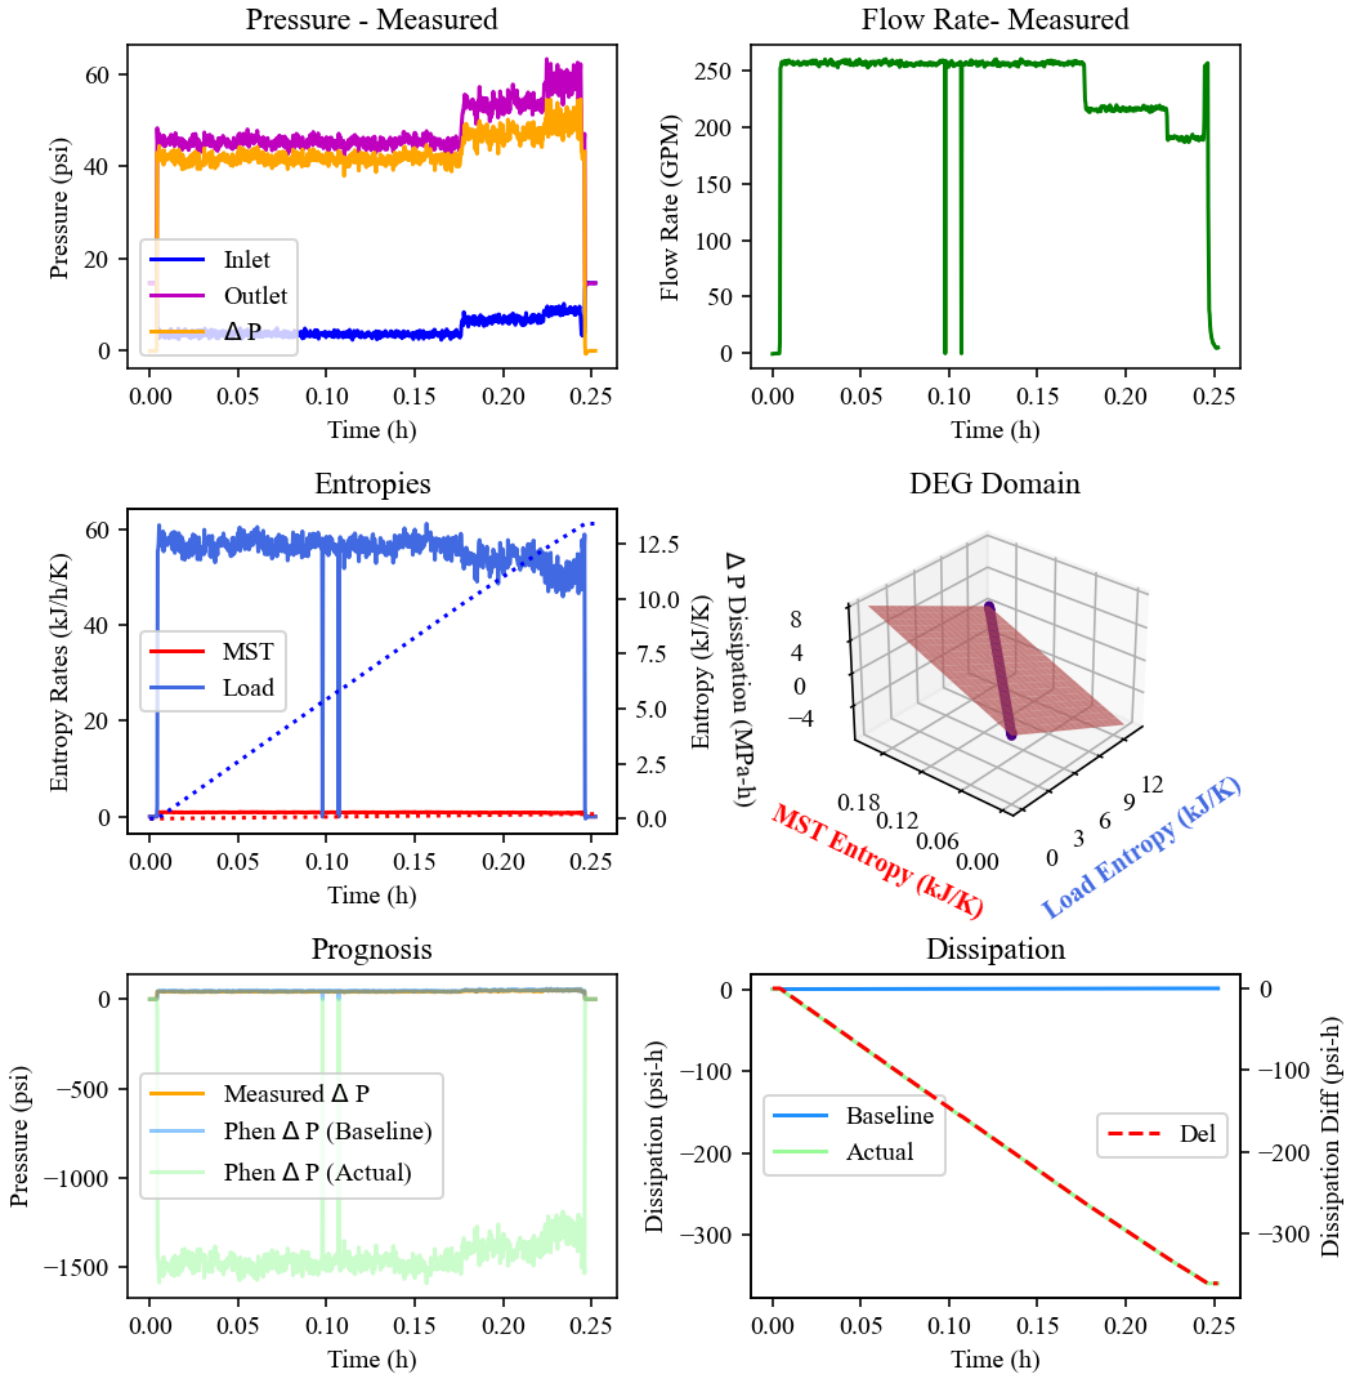 Pressure - Measured
Pressure (psi)
60
40
20
0
Inlet
Outlet
Δ P
0.00 0.05 0.10 0.15 0.20 0.25
Time (h)
Flow Rate- Measured
Flow Rate (GPM)
250
200
150
100
50
0
0.00 0.05 0.10 0.15 0.20 0.25
Time (h)
Entropies
Entropy Rates (kJ/h/K)
60
40
20
0
MST
Load
12.5
10.0
7.5
5.0
2.5
0.0
Entropy (kJ/K)
0.00 0.05 0.10 0.15 0.20 0.25
Time (h)
DEG Domain
Δ P Dissipation (MPa-h)
8
4
0
−4
0.18
0.12
0.06
0.00
MST Entropy (kJ/K)
0
3
6
9
12
Load Entropy (kJ/K)
Prognosis
Pressure (psi)
0
−500
−1000
−1500
Measured Δ P
Phen Δ P (Baseline)
Phen Δ P (Actual)
0.00 0.05 0.10 0.15 0.20 0.25
Time (h)
Dissipation
Dissipation (psi-h)
0
−100
−200
−300
Baseline
Actual
Del
0
−100
−200
−300
Dissipation Diff (psi-h)
0.00 0.05 0.10 0.15 0.20 0.25
Time (h)